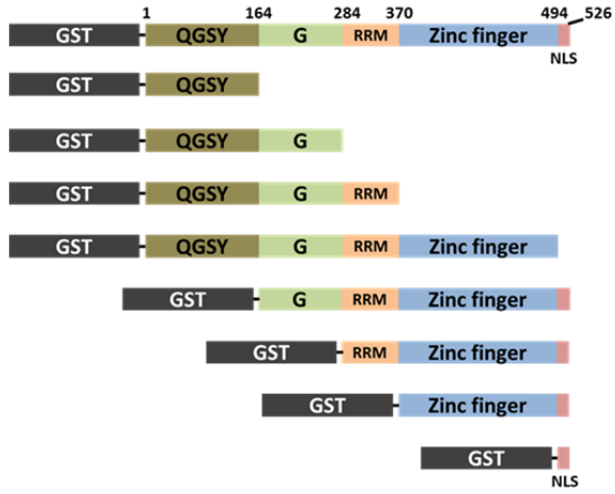 1 164 284 370 494 526
GST QGSY G RRM Zinc finger
NLS
GST QGSY
GST QGSY G
GST QGSY G RRM
GST QGSY G RRM Zinc finger
GST G RRM Zinc finger
GST RRM Zinc finger
GST Zinc finger
GST
NLS